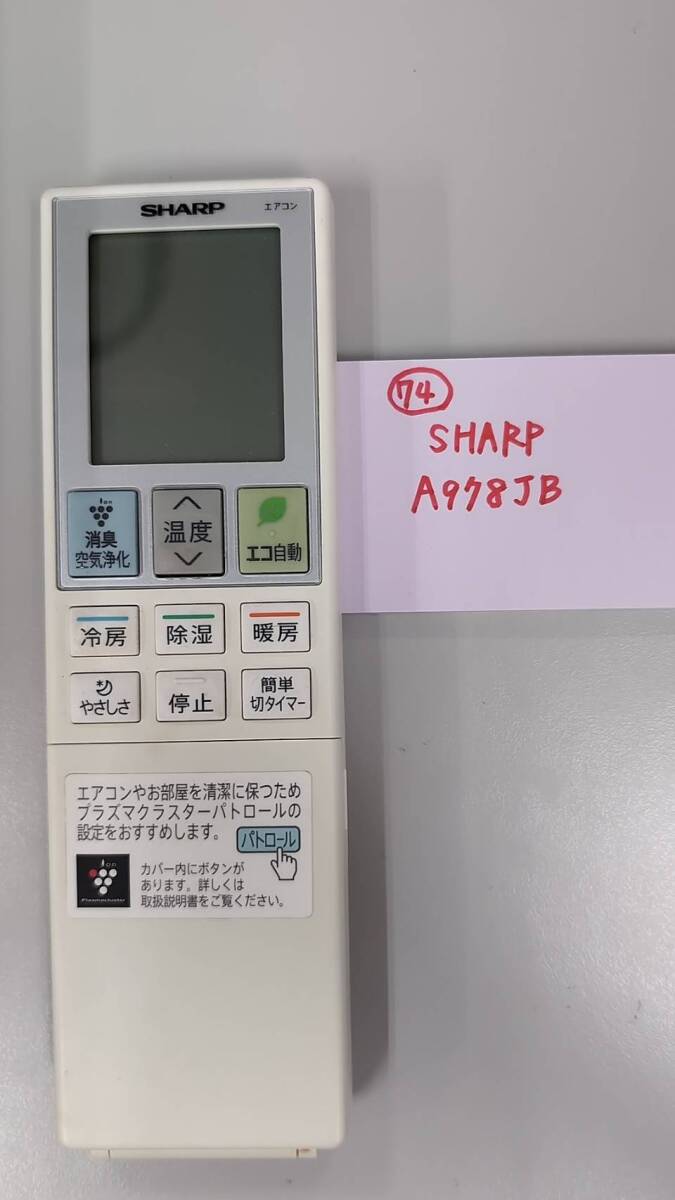 SHARP エアコン
74
SHARP
A978JB
Ion
消臭
空気浄化
温度
エコ自動
冷房
除湿
暖房
やさしさ
停止
簡単
切タイマー
エアコンやお部屋を清潔に保つため
プラズマクラスターパトロールの
設定をおすすめします。 パトロール
Ion
Plasmacluster
カバー内にボタンが
あります。詳しくは
取扱説明書をご覧ください。